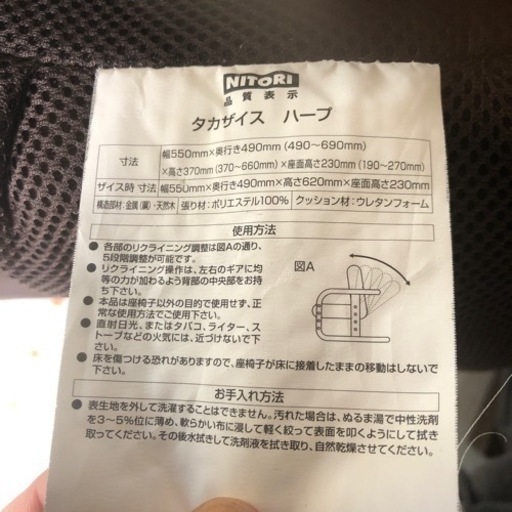 NITORI
品質表示
タカザイス ハープ
寸法
幅550mm×奥行き490mm (490～690mm)
×高さ370mm (370～660mm) ×座面高さ230mm (190～270mm)
ザイス時 寸法 幅550mm×奥行き490mm×高さ620mm×座面高さ230mm
構造部材:金属(鋼)・天然木 張り材:ポリエステル100% クッション材:ウレタンフォーム
使用方法
● 各部のリクライニング調整は図Aの通り、
5段階調整が可能です。
● リクライニング操作は、左右のギアに均
等の力が加わるよう背部の中央部をお持
ち下さい。
● 本品は座椅子以外の目的で使用せず、正
常な使用方法でご使用下さい。
● 直射日光、またはタバコ、ライター、ス
トーブなどの火気には、近づけないで下
さい。
図A
● 床を傷つける恐れがありますので、座椅子が床に接着したままの移動はしないで
下さい。
お手入れ方法
● 表生地を外して洗濯することはできません。汚れた場合は、ぬるま湯で中性洗剤
を3～5%位に薄め、軟らかい布に浸して軽く絞って表面を叩くようにして拭き
取ってください。その後水拭きして洗剤液を拭き取り、自然乾燥させてください。